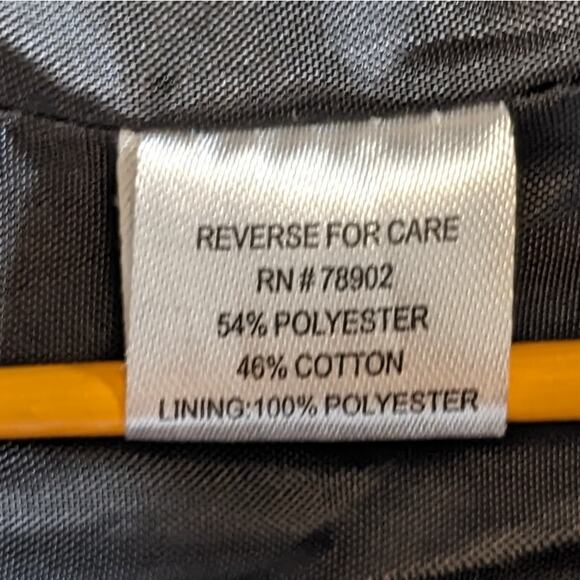 REVERSE FOR CARE
RN # 78902
54% POLYESTER
46% COTTON
LINING:100% POLYESTER